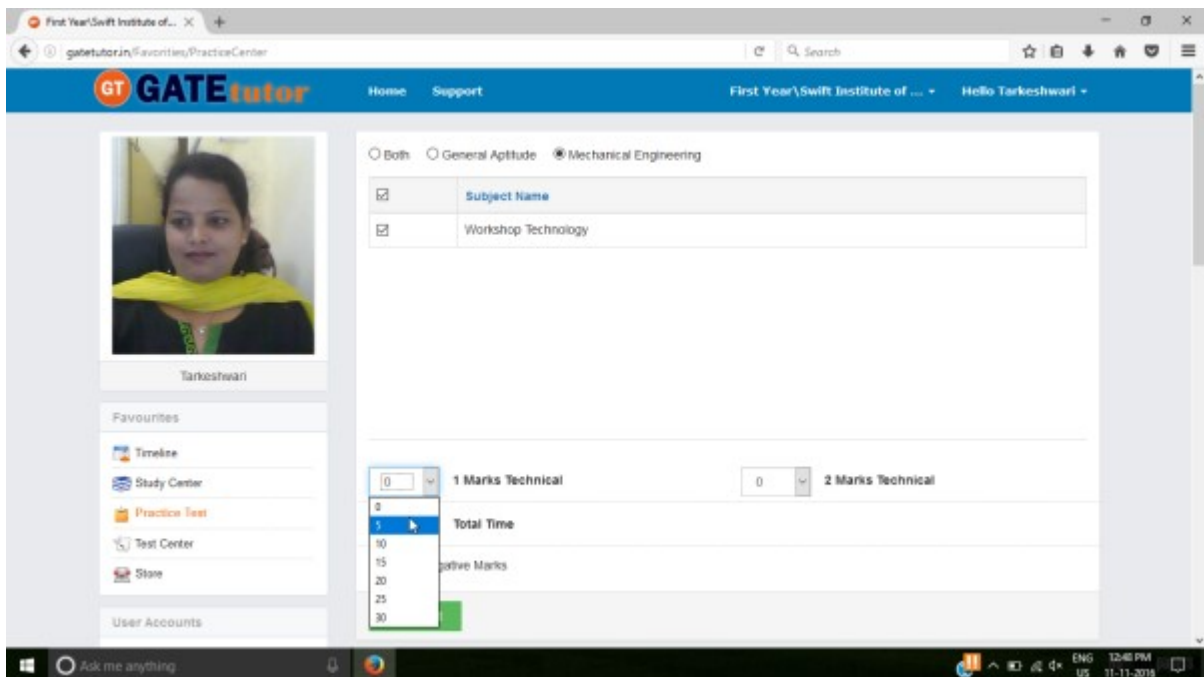 First Year\Swift Institute of...
gatetutor.in/Favorities/PracticeCenter
Search
GT GATEtutor
Home Support First Year\Swift Institute of ... Hello Tarkeshwari
Both General Aptitude Mechanical Engineering
Subject Name
Workshop Technology
Tarkeshwari
Favourites
Timeline
Study Center
Practice Test
Test Center
Store
User Accounts
0 1 Marks Technical 0 2 Marks Technical
0
5 Total Time
10
15 gative Marks
20
25
30
Ask me anything
ENG 12:48 PM
US 11-11-2016